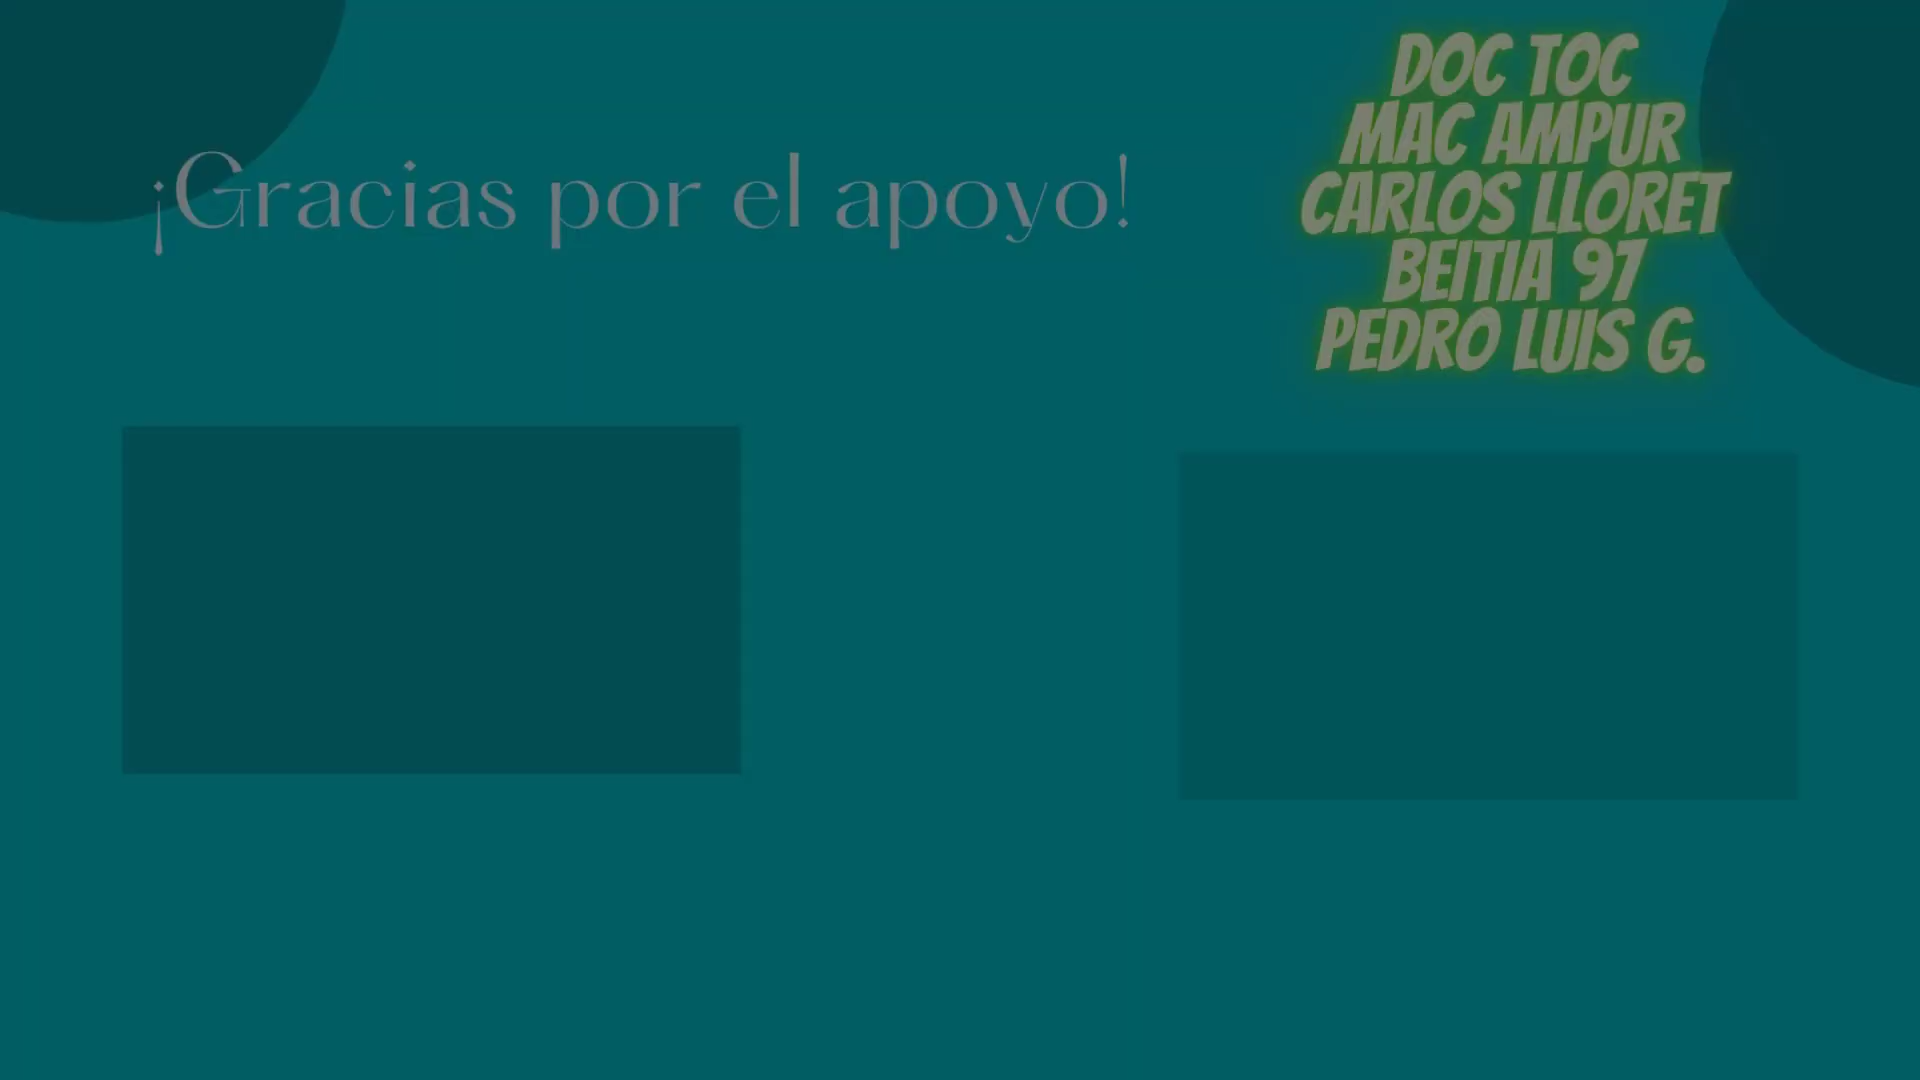 ¡Gracias por el apoyo!
DOC TOC
MAC AMPUR
CARLOS LLORET
BEITIA 97
PEDRO LUIS G.